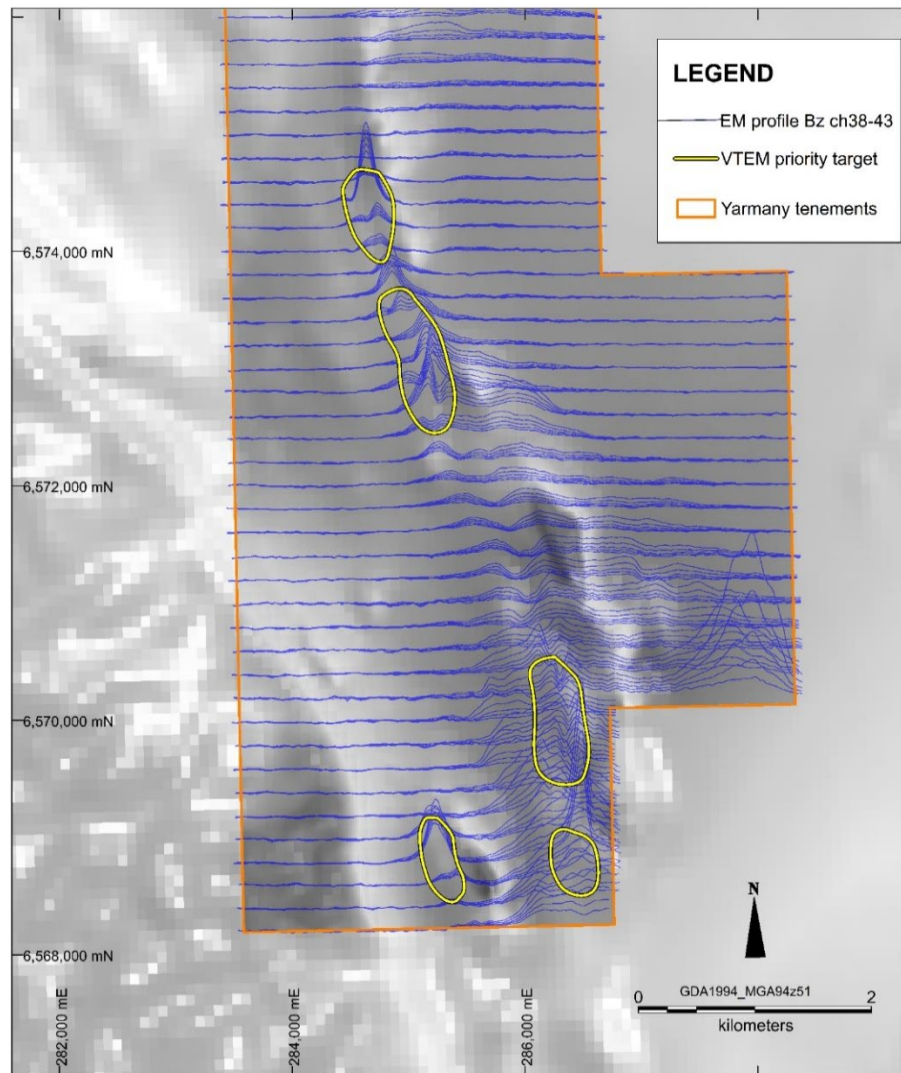 LEGEND
EM profile Bz ch38-43
VTEM priority target
Yarmany tenements
6,574,000 mN
6,572,000 mN
6,570,000 mN
6,568,000 mN
282,000 mE
284,000 mE
286,000 mE
N
GDA1994_MGA94z51
0 2
kilometers